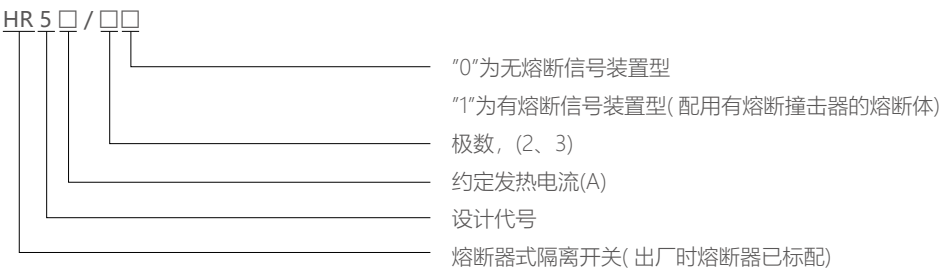 HR 5 □ / □□
"0"为无熔断信号装置型
"1"为有熔断信号装置型( 配用有熔断撞击器的熔断体)
极数，(2、3)
约定发热电流(A)
设计代号
熔断器式隔离开关( 出厂时熔断器已标配)